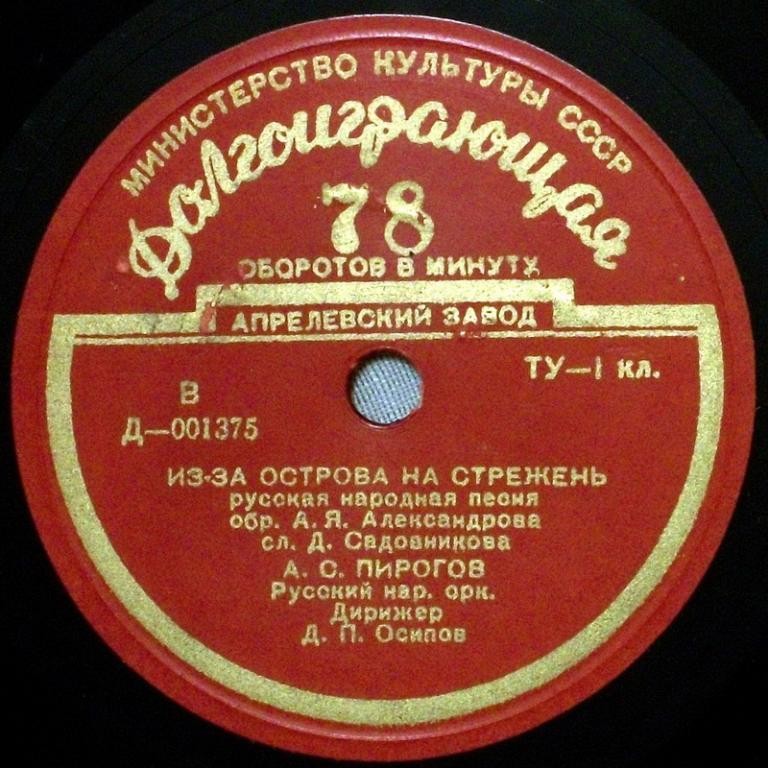 МИНИСТЕРСТВО КУЛЬТУРЫ СССР
Долгоиграющая
78
ОБОРОТОВ В МИНУТУ
АПРЕЛЕВСКИЙ ЗАВОД
ТУ—1 кл.
В
Д—001375
ИЗ-ЗА ОСТРОВА НА СТРЕЖЕНЬ
русская народная песня
обр. А. Я. Александрова
сл. Д. Садовникова
А. С. ПИРОГОВ
Русский нар. орк.
Дирижер
Д. П. Осипов